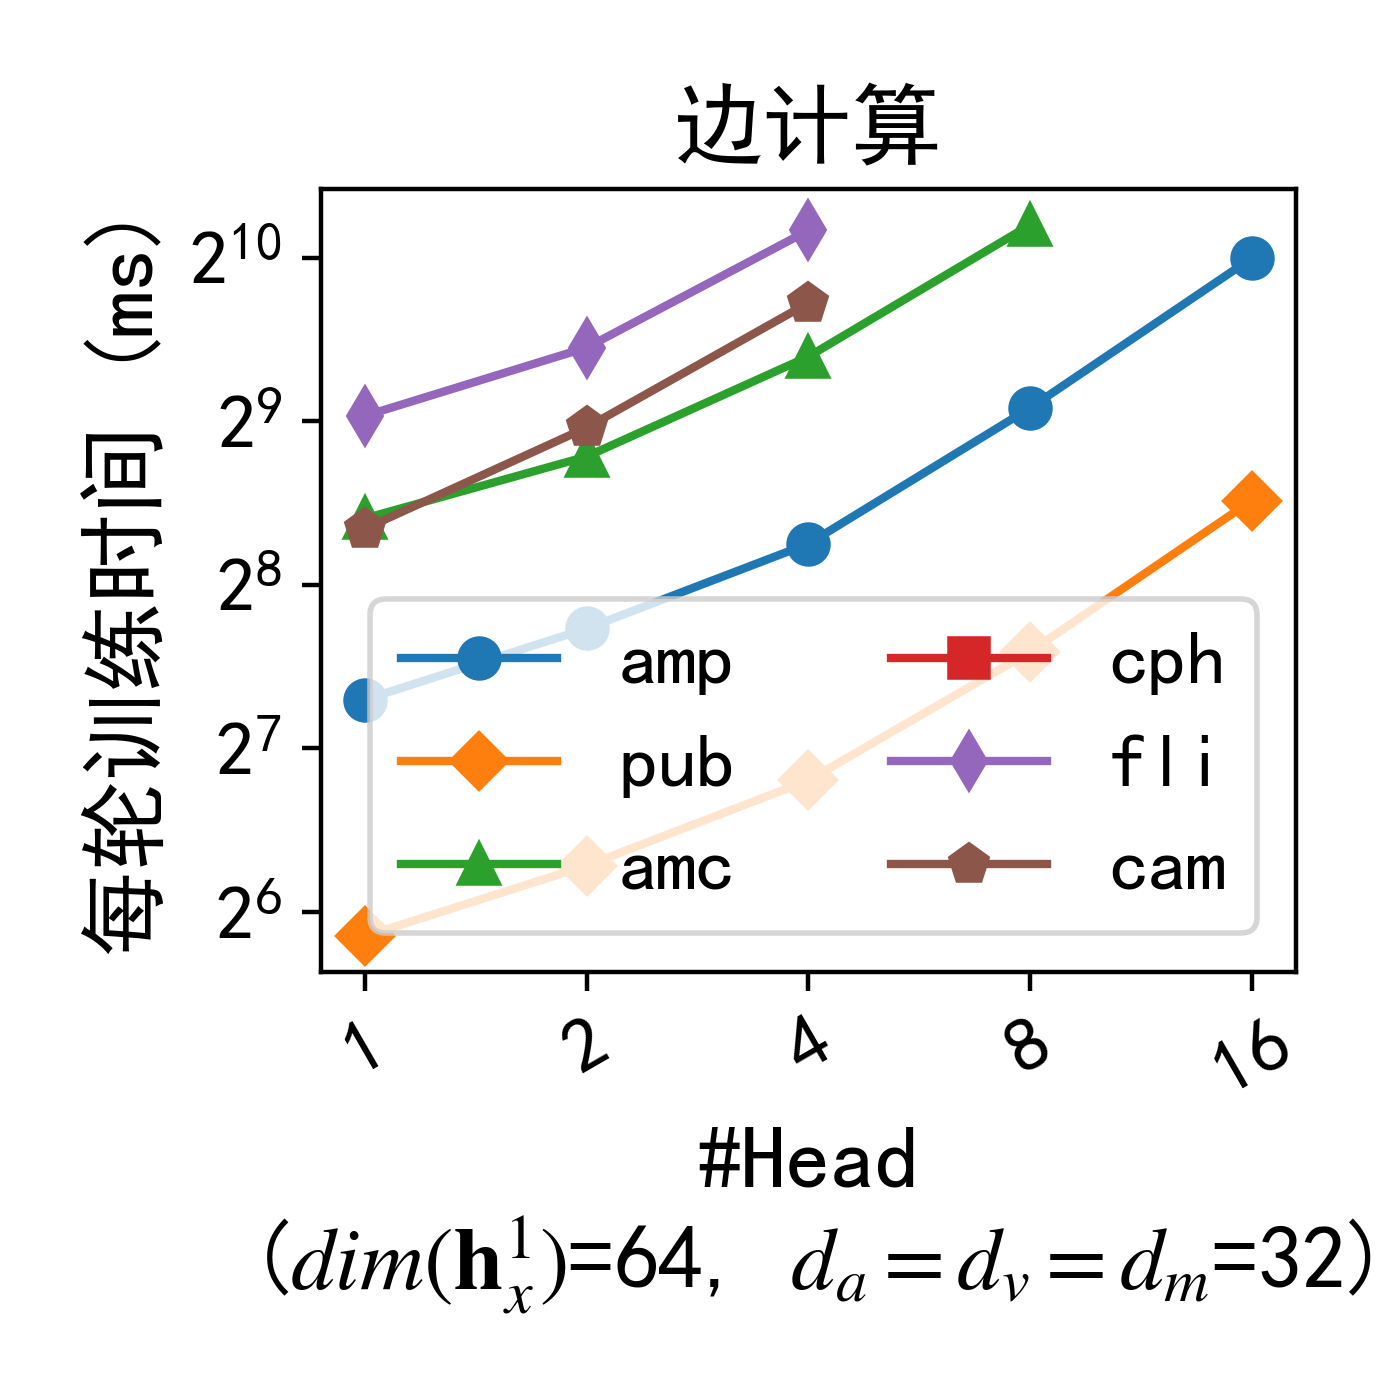 边计算
每轮训练时间 (ms)
2^10
2^9
2^8
2^7
2^6
amp
pub
amc
cph
fli
cam
1 2 4 8 16
#Head
(dim(𝐡_x^1)=64, d_a = d_v = d_m=32)